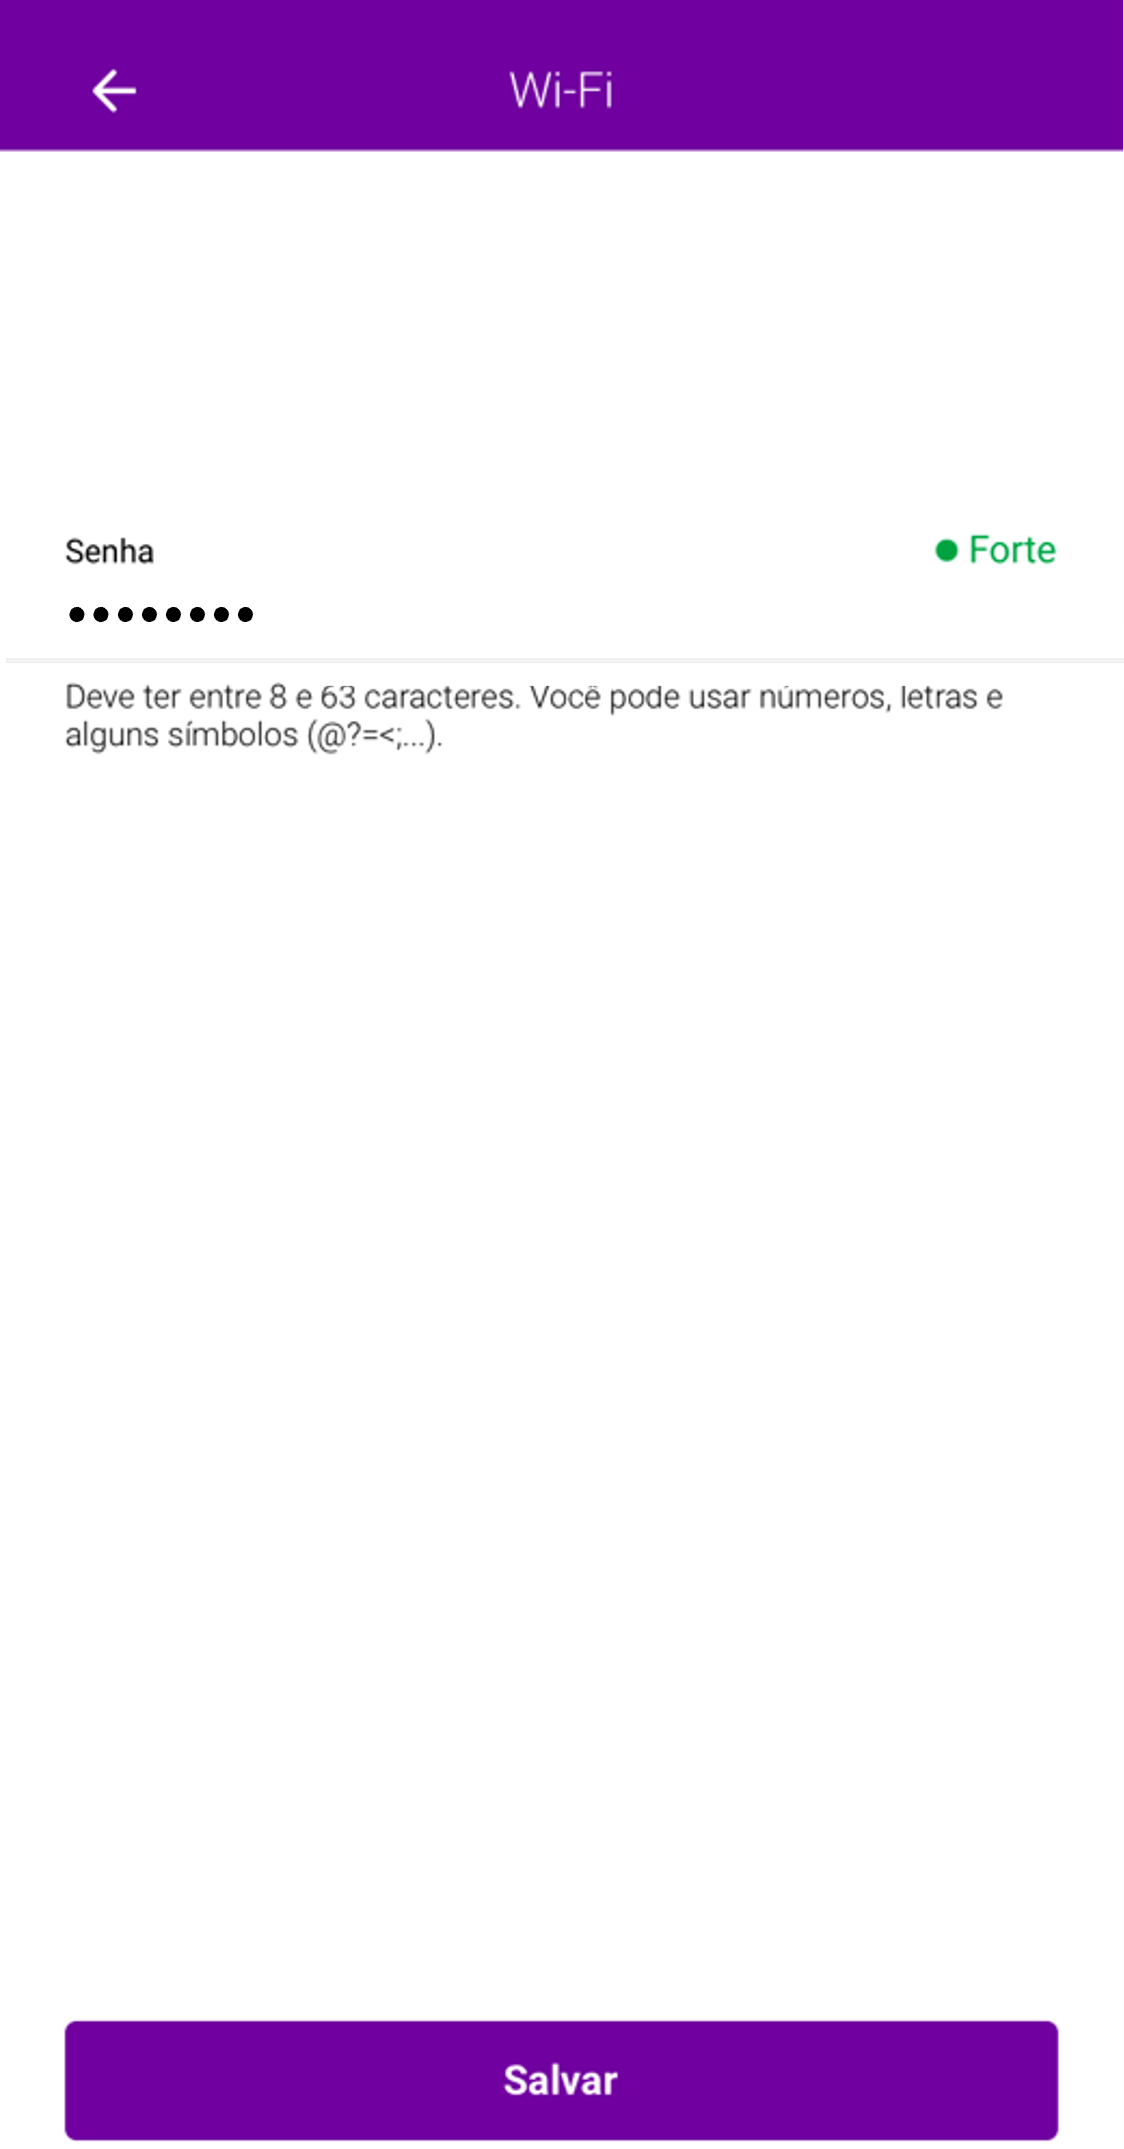 Wi-Fi
Senha
● Forte
••••••••
Deve ter entre 8 e 63 caracteres. Você pode usar números, letras e
alguns símbolos (@?=<;...).
Salvar